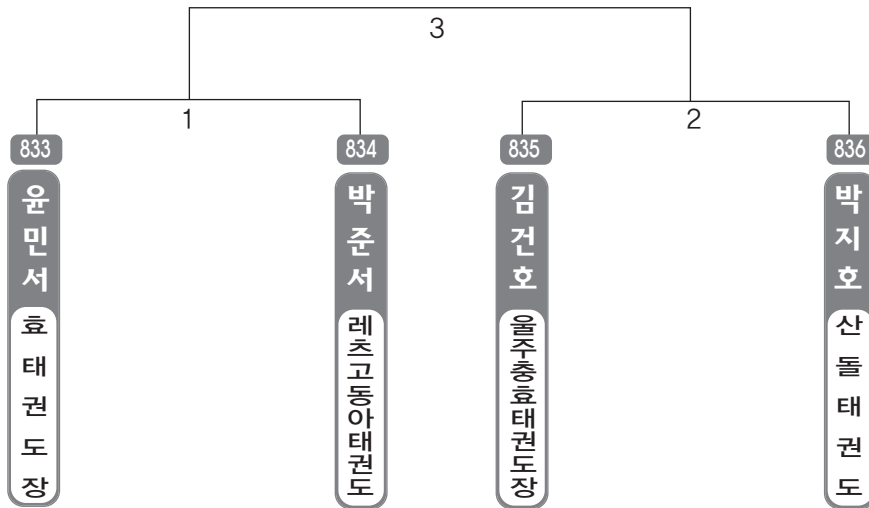 3
1
2
833
834
835
836
윤민서
박준서
김건호
박지호
효태권도장
레츠고동아태권도
울주충효태권도장
산돌태권도